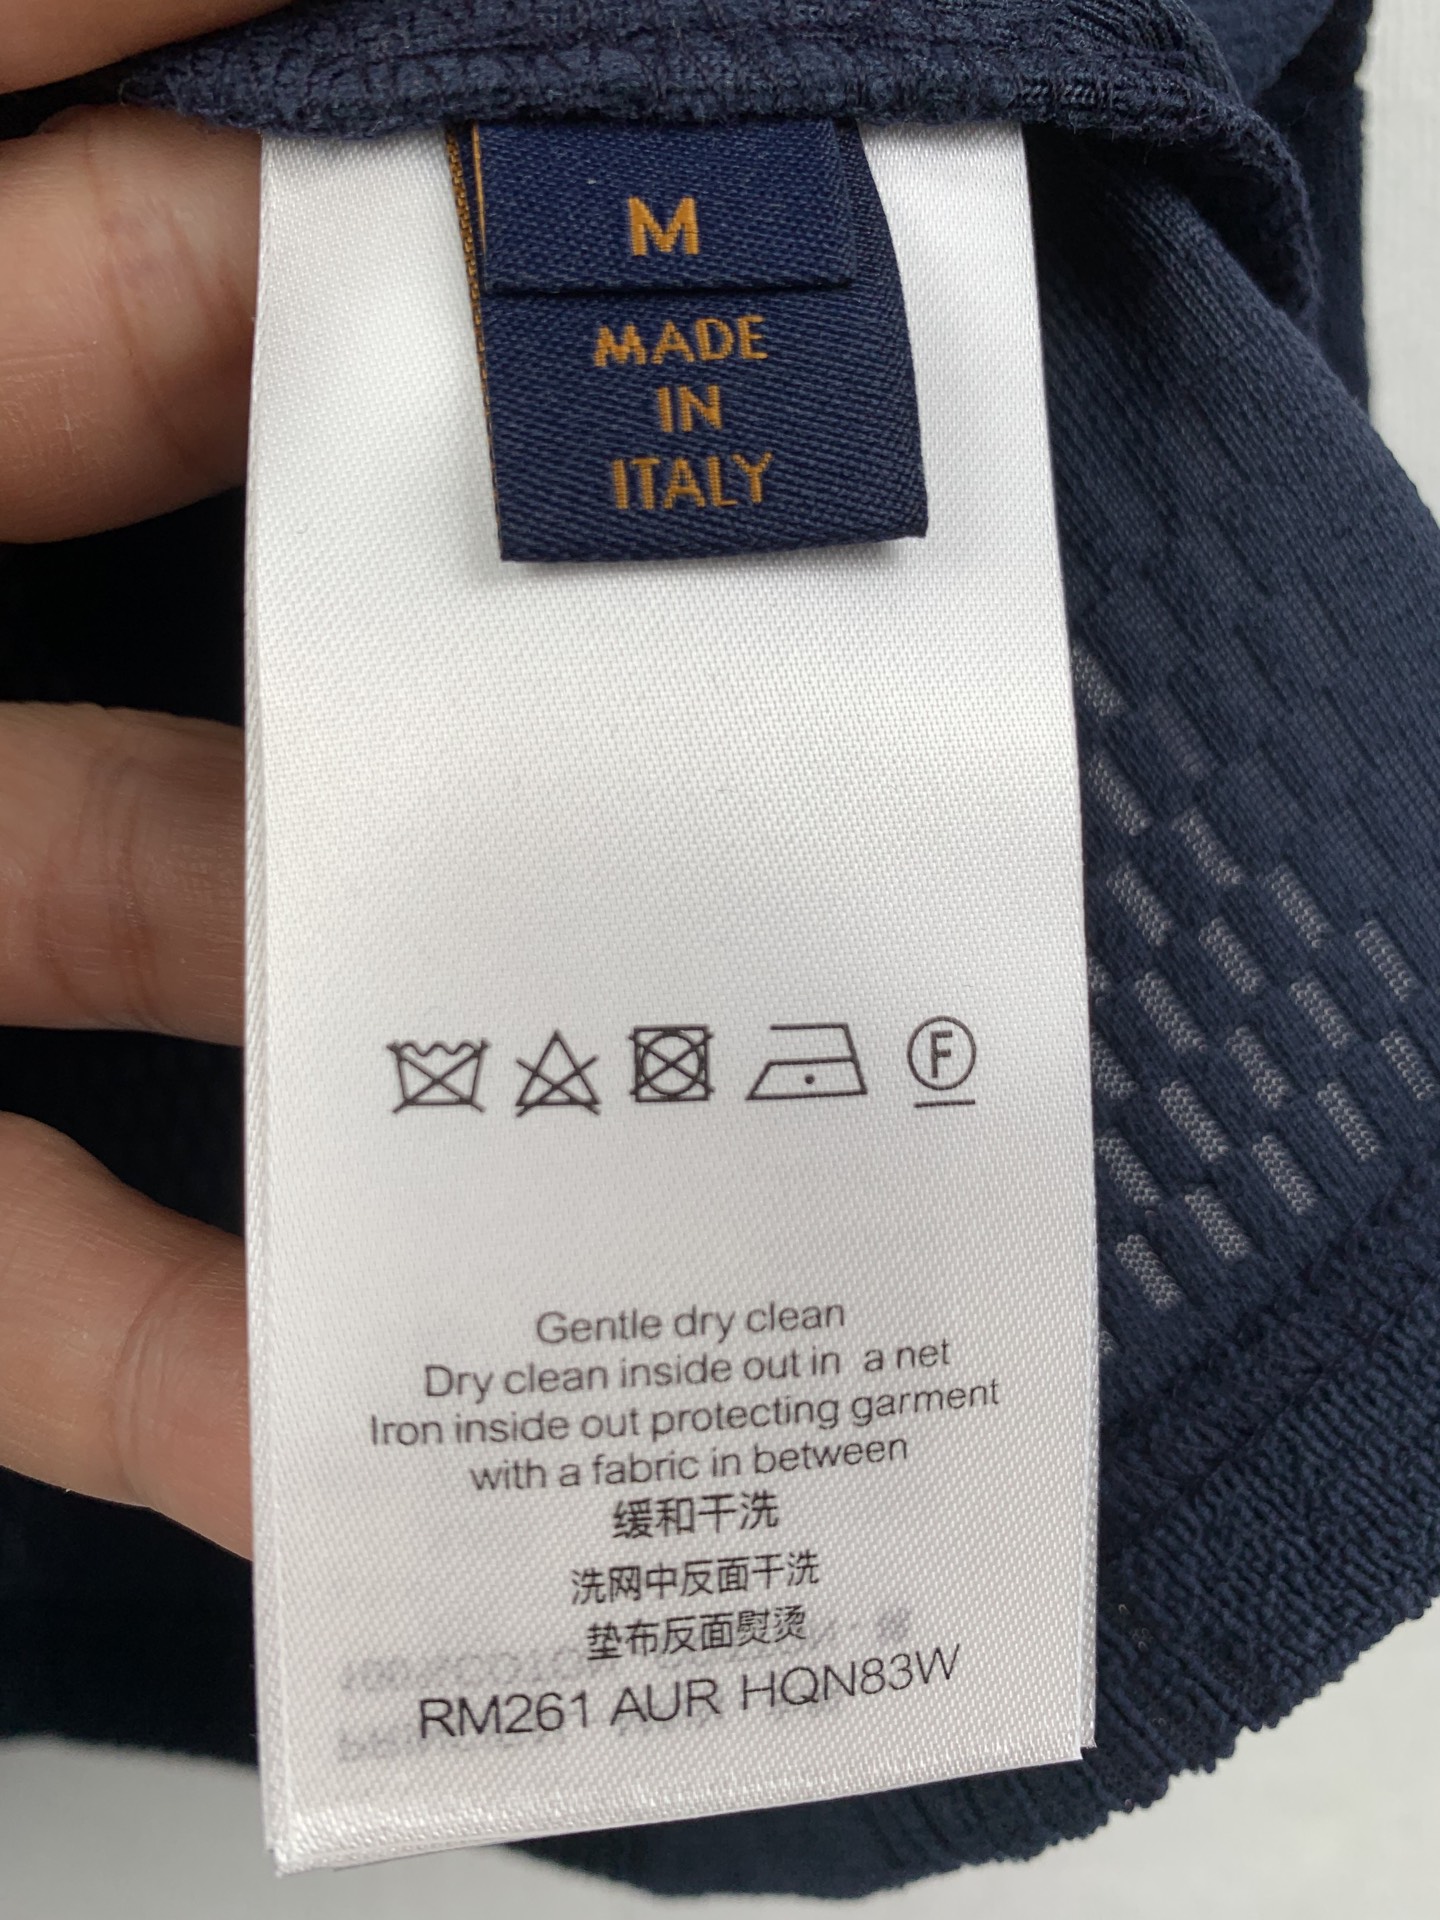 M
MADE
IN
ITALY
F
Gentle dry clean
Dry clean inside out in a net
Iron inside out protecting garment
with a fabric in between
缓和干洗
洗网中反面干洗
垫布反面熨烫
RM261 AUR HQN83W